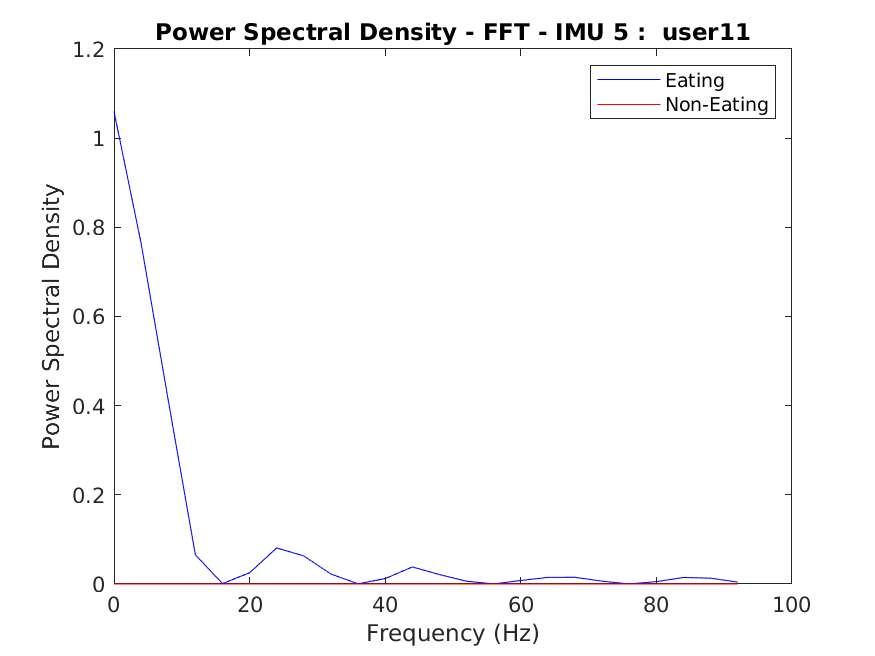 Power Spectral Density - FFT - IMU 5 :  user11
1.2
1
0.8
0.6
0.4
0.2
0
Power Spectral Density
Eating
Non-Eating
0 20 40 60 80 100
Frequency (Hz)